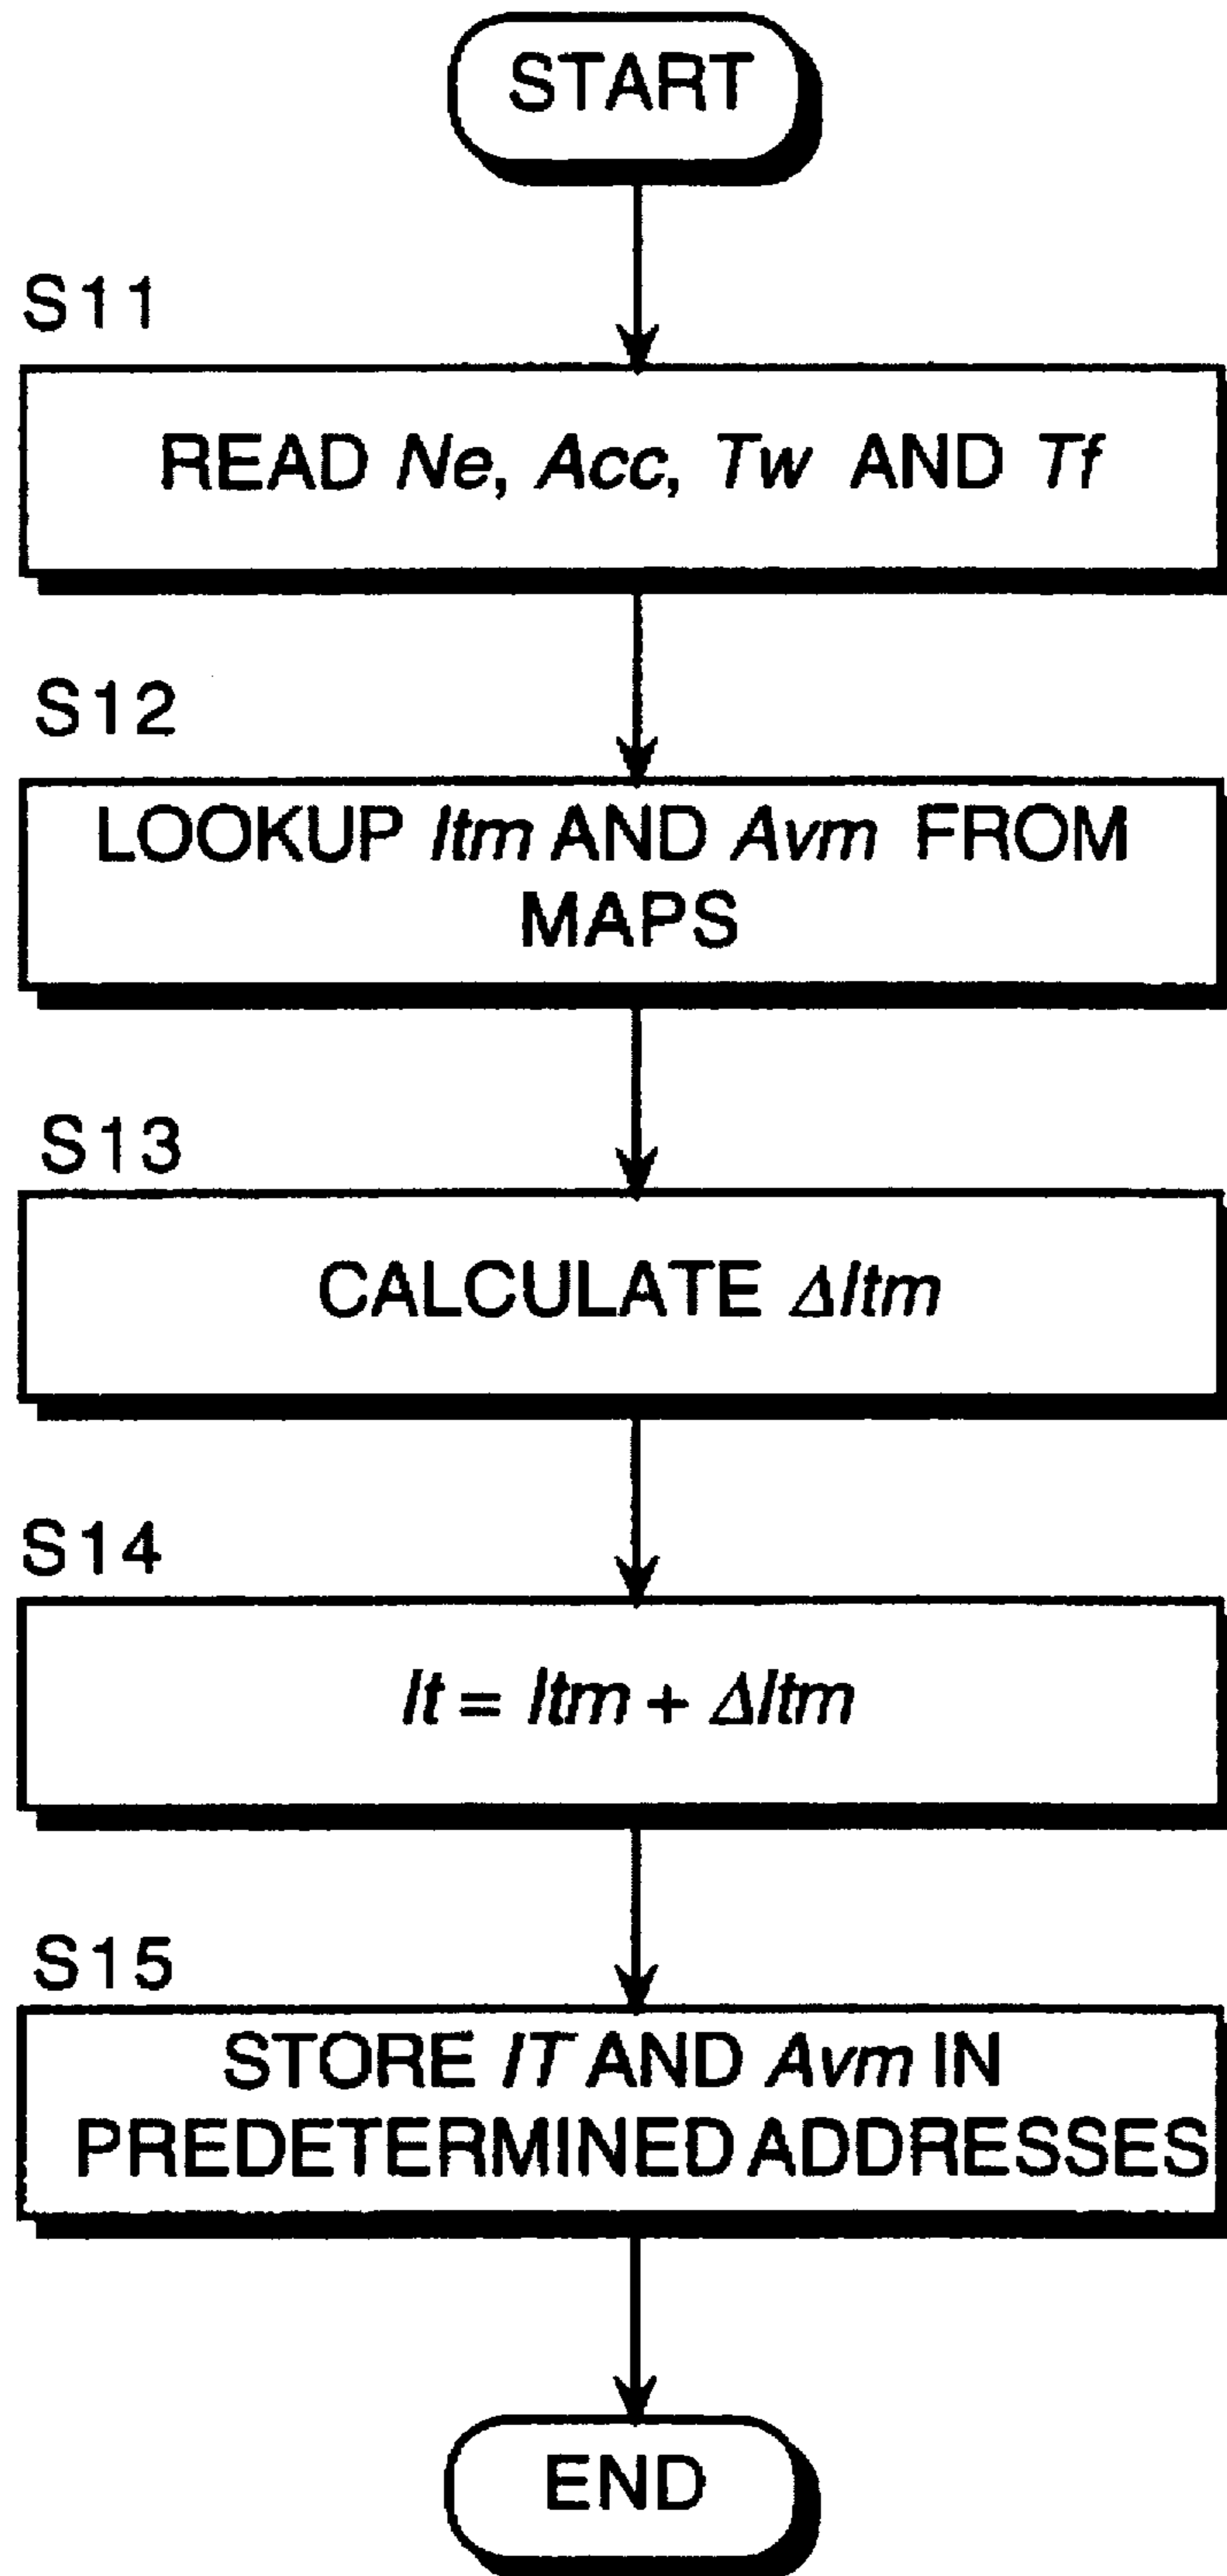 START
S11
READ Ne, Acc, Tw AND Tf
S12
LOOKUP Itm AND Avm FROM
MAPS
S13
CALCULATE ΔItm
S14
It = Itm + ΔItm
S15
STORE IT AND Avm IN
PREDETERMINED ADDRESSES
END